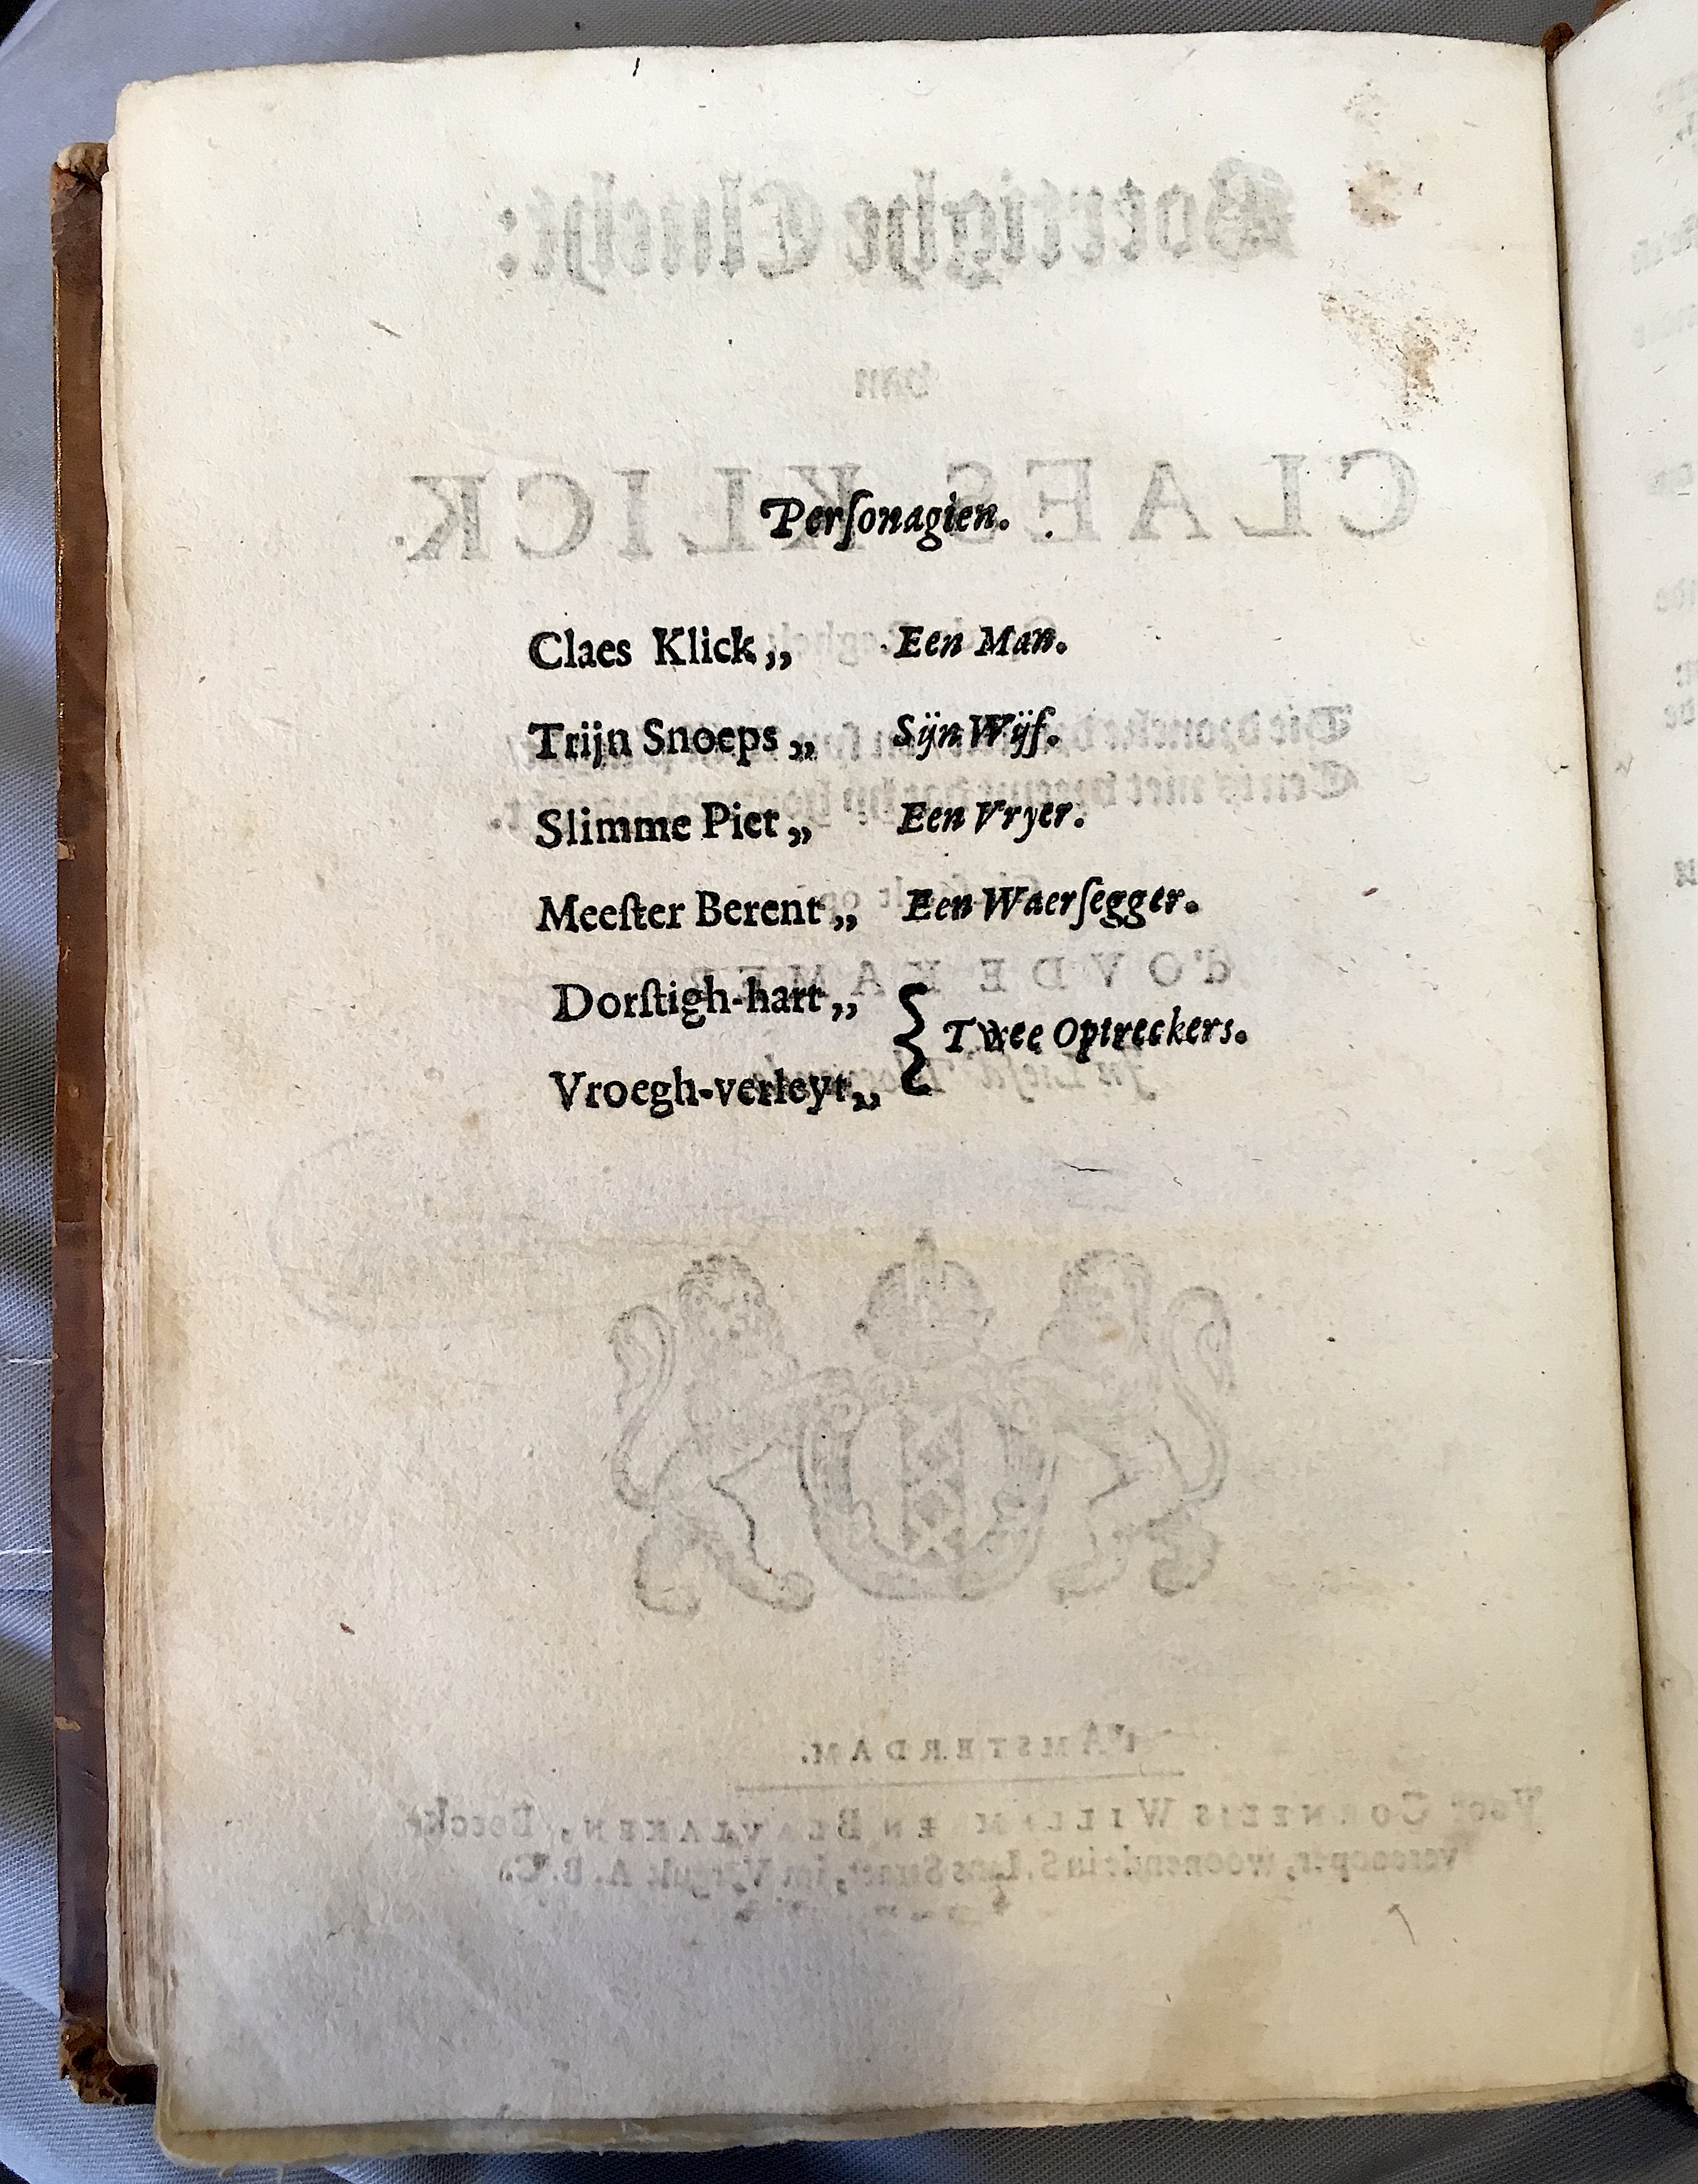 Perſonagien.
Claes Klick,, Een Man.
Trijn Snoeps,, Sijn Wijf.
Slimme Piet,, Een Vryer.
Meeſter Berent,, Een Waerſegger.
Dorſtigh-hart,,
Twee Optreckers.
Vroegh-verleyt,,